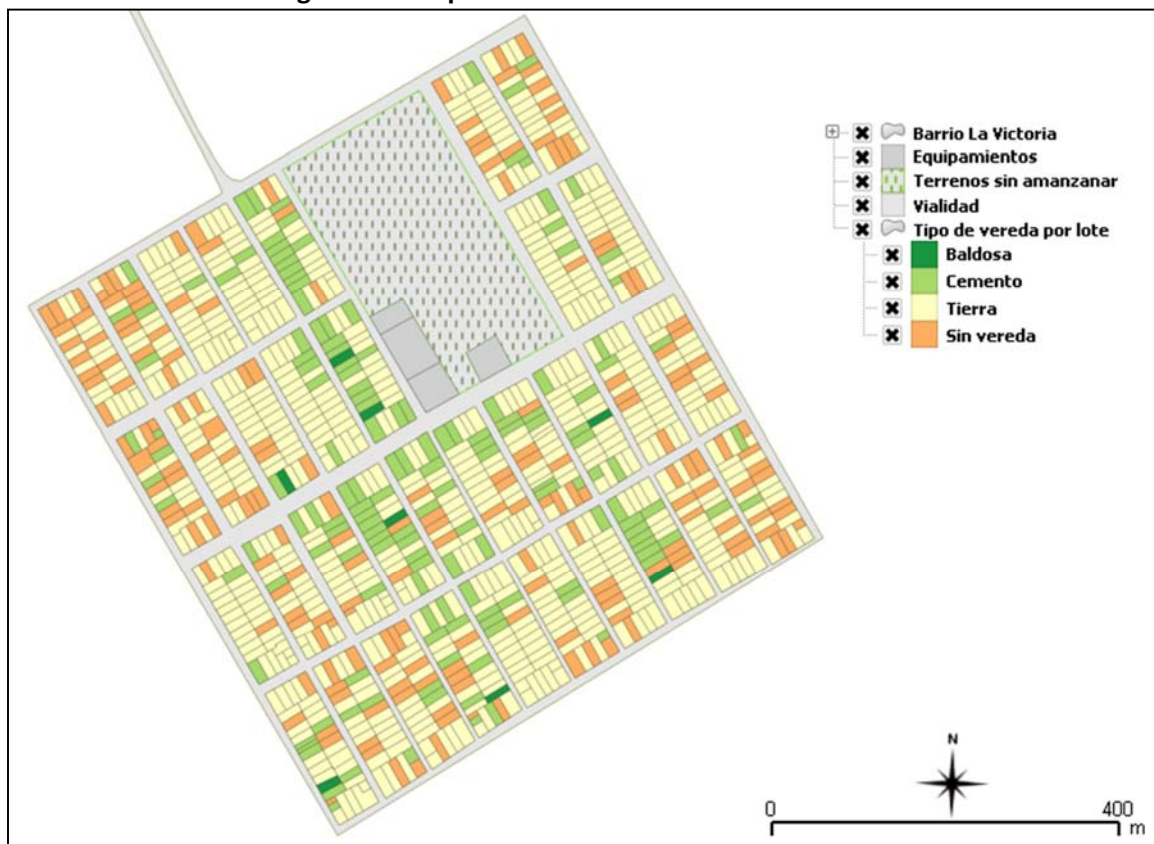 Barrio La Victoria
Equipamientos
Terrenos sin amanzanar
Vialidad
Tipo de vereda por lote
Baldosa
Cemento
Tierra
Sin vereda
N
0 400
m